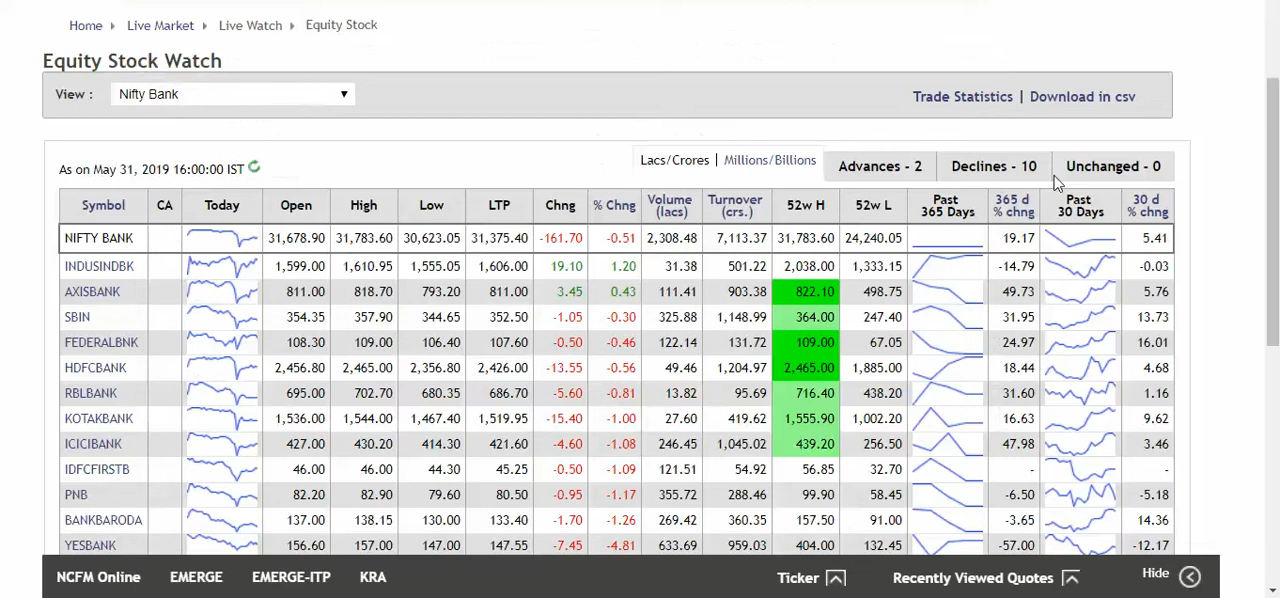 Home Live Market Live Watch Equity Stock
Equity Stock Watch
View : Nifty Bank
Trade Statistics | Download in csv
As on May 31, 2019 16:00:00 IST
Lacs/Crores | Millions/Billions
Advances - 2 Declines - 10 Unchanged - 0
Symbol CA Today Open High Low LTP Chng % Chng Volume (lacs) Turnover (crs.) 52w H 52w L Past 365 Days 365 d % chng Past 30 Days 30 d % chng
NIFTY BANK 31,678.90 31,783.60 30,623.05 31,375.40 -161.70 -0.51 2,308.48 7,113.37 31,783.60 24,240.05 19.17 5.41
INDUSINDBK 1,599.00 1,610.95 1,555.05 1,606.00 19.10 1.20 31.38 501.22 2,038.00 1,333.15 -14.79 -0.03
AXISBANK 811.00 818.70 793.20 811.00 3.45 0.43 111.41 903.38 822.10 498.75 49.73 5.76
SBIN 354.35 357.90 344.65 352.50 -1.05 -0.30 325.88 1,148.99 364.00 247.40 31.95 13.73
FEDERALBNK 108.30 109.00 106.40 107.60 -0.50 -0.46 122.14 131.72 109.00 67.05 24.97 16.01
HDFCBANK 2,456.80 2,465.00 2,356.80 2,426.00 -13.55 -0.56 49.46 1,204.97 2,465.00 1,885.00 18.44 4.68
RBLBANK 695.00 702.70 680.35 686.70 -5.60 -0.81 13.82 95.69 716.40 438.20 31.60 1.16
KOTAKBANK 1,536.00 1,544.00 1,467.40 1,519.95 -15.40 -1.00 27.60 419.62 1,555.90 1,002.20 16.63 9.62
ICICIBANK 427.00 430.20 414.30 421.60 -4.60 -1.08 246.45 1,045.02 439.20 256.50 47.98 3.46
IDFCFIRSTB 46.00 46.00 44.30 45.25 -0.50 -1.09 121.51 54.92 56.85 32.70 - -
PNB 82.20 82.90 79.60 80.50 -0.95 -1.17 355.72 288.46 99.90 58.45 -6.50 -5.18
BANKBARODA 137.00 138.15 130.00 133.40 -1.70 -1.26 269.42 360.35 157.50 91.00 -3.65 14.36
YESBANK 156.60 157.00 147.00 147.55 -7.45 -4.81 633.69 959.03 404.00 132.45 -57.00 -12.17
NCFM Online EMERGE EMERGE-ITP KRA Ticker Recently Viewed Quotes Hide